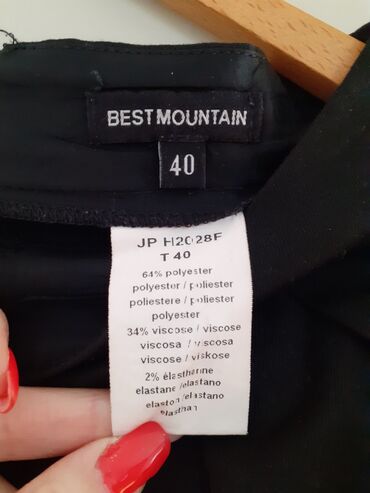 BEST MOUNTAIN
40
JP H2028F
T 40
64% polyester
polyester / poliester
poliestere / poliester
polyester
34% viscose / viscose
viscosa / viscosa
viscose / viskose
2% élasthanne
elastane /elastano
elaston /elastano
elasthan